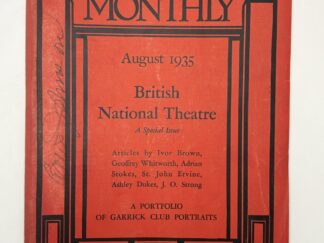 MONTHLY
August 1935
British
National Theatre
A Special Issue
Articles by Ivor Brown,
Geoffrey Whitworth, Adrian
Stokes, St. John Ervine,
Ashley Dukes, J. O. Strong
A PORTFOLIO
OF GARRICK CLUB PORTRAITS